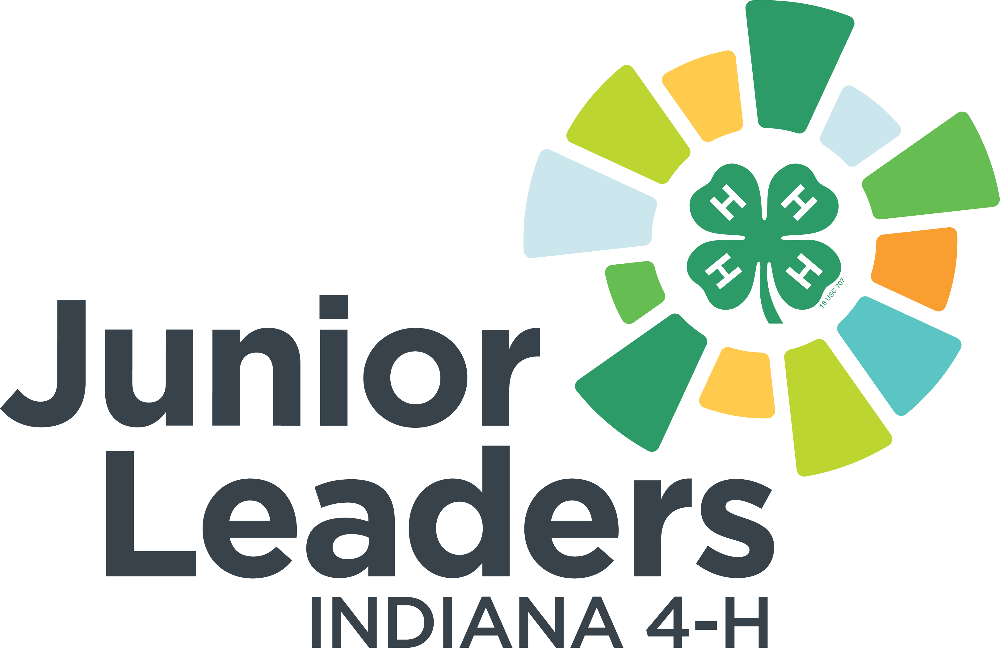 H H
H H
18 USC 707
Junior
Leaders
INDIANA 4-H